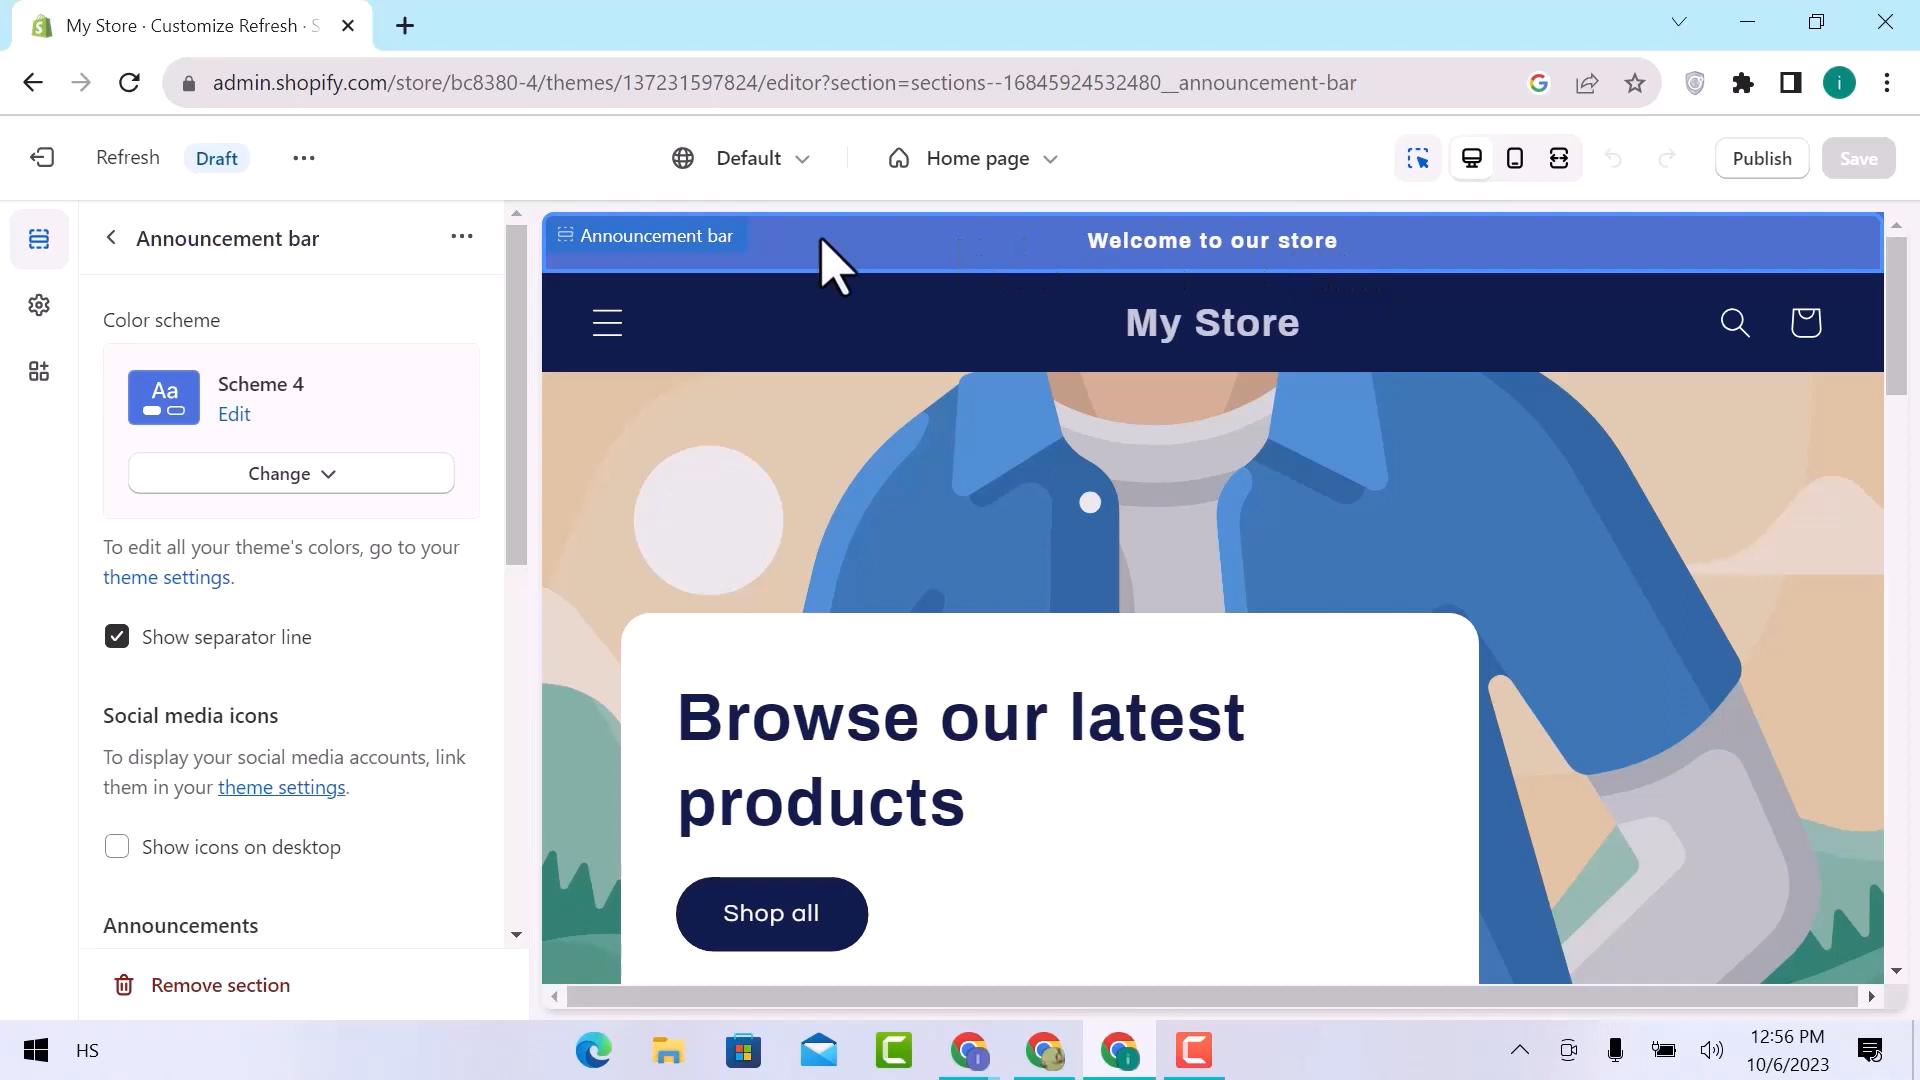 My Store · Customize Refresh · S
admin.shopify.com/store/bc8380-4/themes/137231597824/editor?section=sections--16845924532480__announcement-bar
i
Refresh
Draft
Default
Home page
Publish
Save
Announcement bar
Color scheme
Aa
Scheme 4
Edit
Change
To edit all your theme's colors, go to your
theme settings.
Show separator line
Social media icons
To display your social media accounts, link
them in your theme settings.
Show icons on desktop
Announcements
Remove section
Announcement bar
Welcome to our store
My Store
Browse our latest
products
Shop all
HS
12:56 PM
10/6/2023